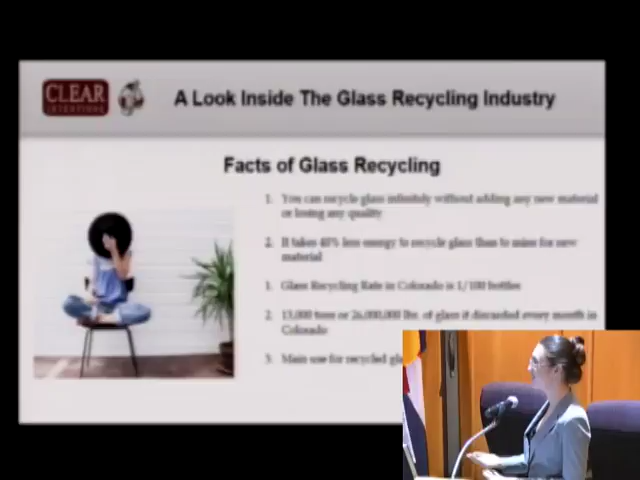 CLEAR
INTENTIONS
A Look Inside The Glass Recycling Industry
Facts of Glass Recycling
1. You can recycle glass infinitely without adding any new material
or losing any quality
2. It takes 40% less energy to recycle glass than to mine for new
material
1. Glass Recycling Rate in Colorado is 1/100 bottles
2. 13,000 tons or 26,000,000 lbs. of glass is discarded every month in
Colorado
3. Main use for recycled